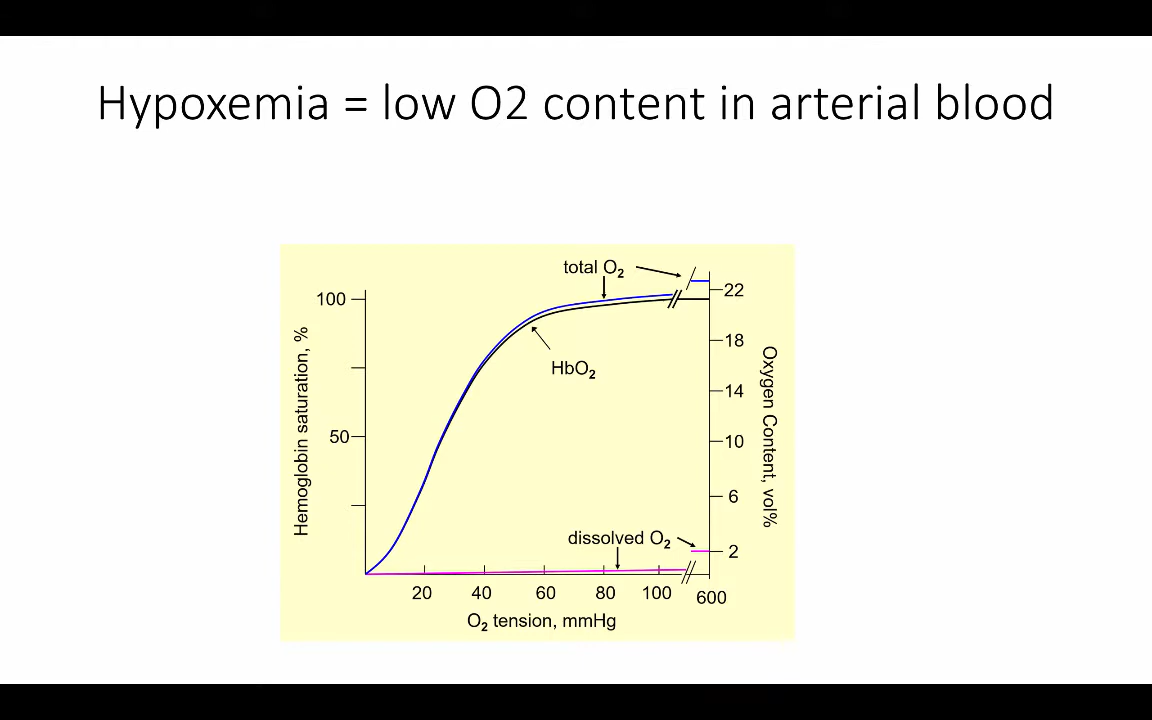 Hypoxemia = low O2 content in arterial blood
total O₂
HbO₂
dissolved O₂
Hemoglobin saturation, %
100
50
Oxygen Content, vol%
22
18
14
10
6
2
20 40 60 80 100 600
O₂ tension, mmHg